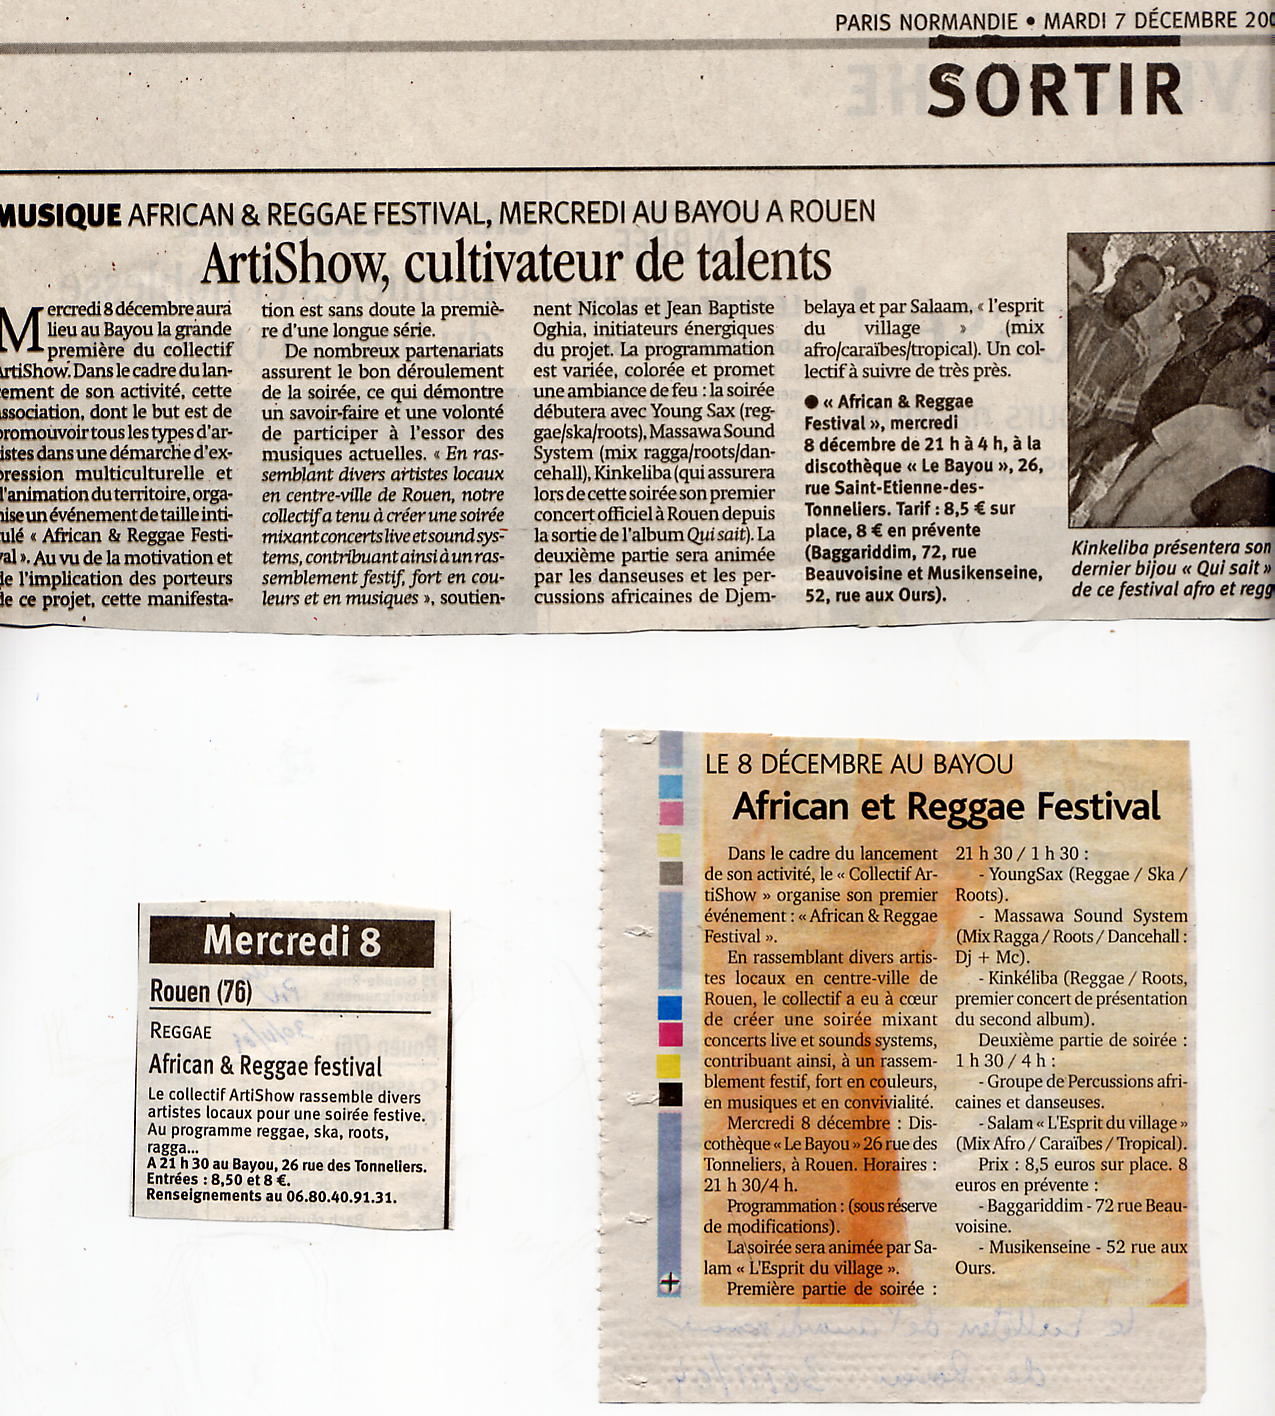 PARIS NORMANDIE • MARDI 7 DÉCEMBRE 200
SORTIR
MUSIQUE AFRICAN & REGGAE FESTIVAL, MERCREDI AU BAYOU A ROUEN
ArtiShow, cultivateur de talents
Mercredi 8 décembre aura
lieu au Bayou la grande
première du collectif
ArtiShow. Dans le cadre du lan-
cement de son activité, cette
association, dont le but est de
promouvoir tous les types d'ar-
istes dans une démarche d'ex-
pression multiculturelle et
l'animation du territoire, orga-
nise un événement de taille inti-
tulé « African & Reggae Festi-
val ». Au vu de la motivation et
de l'implication des porteurs
de ce projet, cette manifesta-
tion est sans doute la premiè-
re d'une longue série.
De nombreux partenariats
assurent le bon déroulement
de la soirée, ce qui démontre
un savoir-faire et une volonté
de participer à l'essor des
musiques actuelles. « En ras-
semblant divers artistes locaux
en centre-ville de Rouen, notre
collectif a tenu à créer une soirée
mixant concerts live et sound sys-
tems, contribuant ainsi à un ras-
semblement festif, fort en cou-
leurs et en musiques », soutien-
nent Nicolas et Jean Baptiste
Oghia, initiateurs énergiques
du projet. La programmation
est variée, colorée et promet
une ambiance de feu : la soirée
débutera avec Young Sax (reg-
gae/ska/roots), Massawa Sound
System (mix ragga/roots/dan-
cehall), Kinkeliba (qui assurera
lors de cette soirée son premier
concert officiel à Rouen depuis
la sortie de l'album Qui sait). La
deuxième partie sera animée
par les danseuses et les per-
cussions africaines de Djem-
belaya et par Salaam, « l'esprit
du village » (mix
afro/caraïbes/tropical). Un col-
lectif à suivre de très près.
● « African & Reggae
Festival », mercredi
8 décembre de 21 h à 4 h, à la
discothèque « Le Bayou », 26,
rue Saint-Etienne-des-
Tonneliers. Tarif : 8,5 € sur
place, 8 € en prévente
(Baggariddim, 72, rue
Beauvoisine et Musikenseine,
52, rue aux Ours).
Kinkeliba présentera son
dernier bijou « Qui sait »
de ce festival afro et regg
Mercredi 8
Rouen (76)
REGGAE
African & Reggae festival
Le collectif ArtiShow rassemble divers
artistes locaux pour une soirée festive.
Au programme reggae, ska, roots,
ragga...
A 21 h 30 au Bayou, 26 rue des Tonneliers.
Entrées : 8,50 et 8 €.
Renseignements au 06.80.40.91.31.
LE 8 DÉCEMBRE AU BAYOU
African et Reggae Festival
Dans le cadre du lancement
de son activité, le « Collectif Ar-
tiShow » organise son premier
événement : « African & Reggae
Festival ».
En rassemblant divers artis-
tes locaux en centre-ville de
Rouen, le collectif a eu à cœur
de créer une soirée mixant
concerts live et sounds systems,
contribuant ainsi, à un rassem-
blement festif, fort en couleurs,
en musiques et en convivialité.
Mercredi 8 décembre : Dis-
cothèque « Le Bayou » 26 rue des
Tonneliers, à Rouen. Horaires :
21 h 30/4 h.
Programmation : (sous réserve
de modifications).
La soirée sera animée par Sa-
lam « L'Esprit du village ».
Première partie de soirée :
21 h 30 / 1 h 30 :
- YoungSax (Reggae / Ska /
Roots).
- Massawa Sound System
(Mix Ragga / Roots / Dancehall :
Dj + Mc).
- Kinkéliba (Reggae / Roots,
premier concert de présentation
du second album).
Deuxième partie de soirée :
1 h 30 / 4 h :
- Groupe de Percussions afri-
caines et danseuses.
- Salam « L'Esprit du village »
(Mix Afro / Caraïbes / Tropical).
Prix : 8,5 euros sur place. 8
euros en prévente :
- Baggariddim - 72 rue Beau-
voisine.
- Musikenseine - 52 rue aux
Ours.